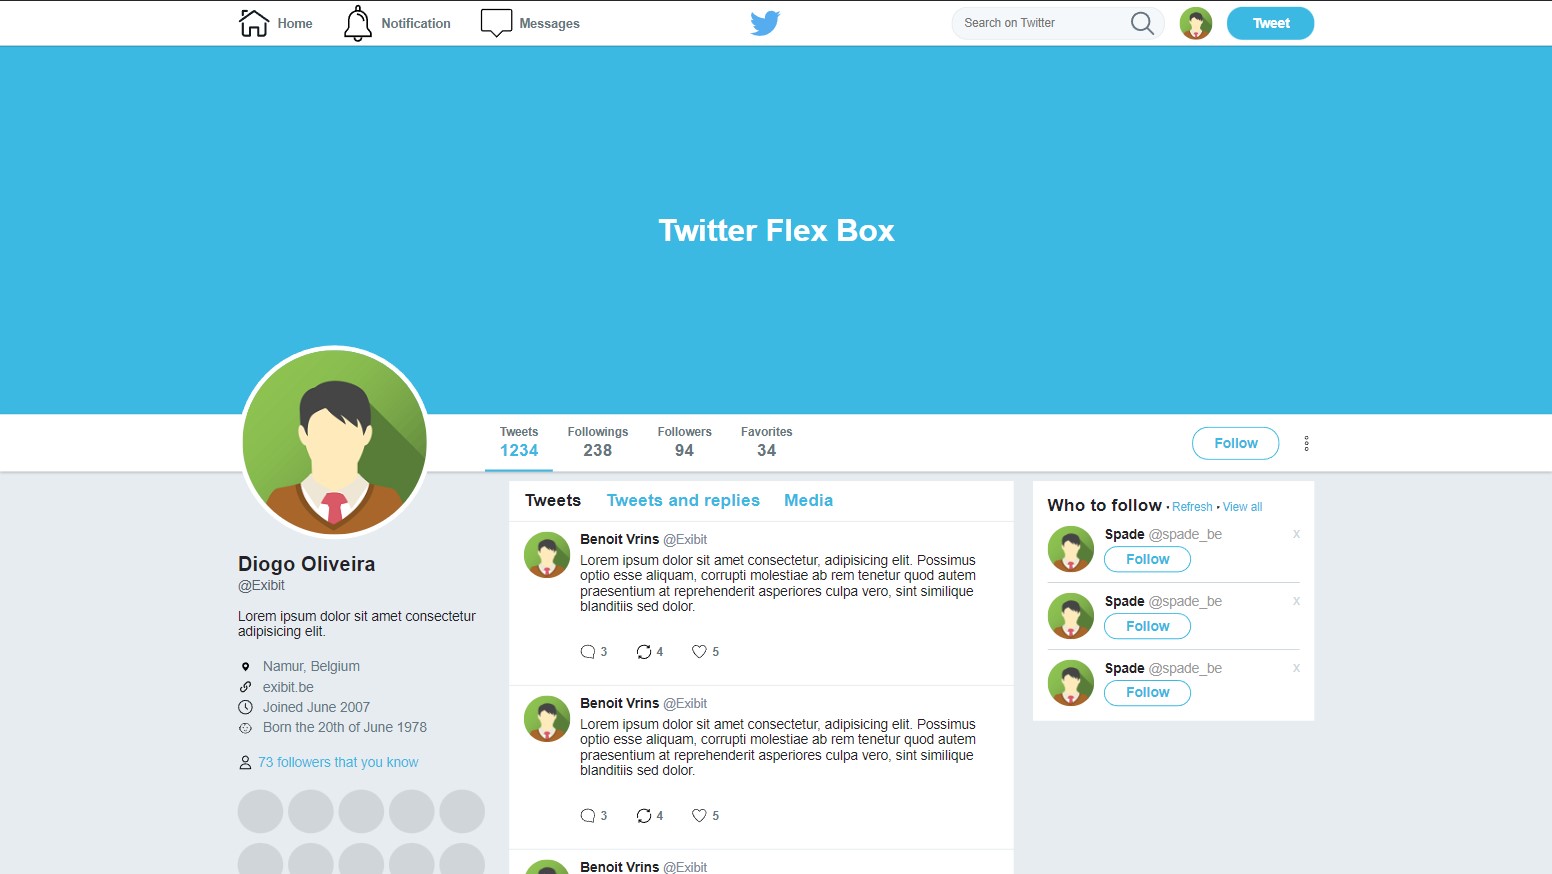 Home
Notification
Messages
Search on Twitter
Tweet
Twitter Flex Box
Tweets
1234
Followings
238
Followers
94
Favorites
34
Follow
Diogo Oliveira
@Exibit
Lorem ipsum dolor sit amet consectetur
adipisicing elit.
Namur, Belgium
exibit.be
Joined June 2007
Born the 20th of June 1978
73 followers that you know
Tweets
Tweets and replies
Media
Benoit Vrins @Exibit
Lorem ipsum dolor sit amet consectetur, adipisicing elit. Possimus
optio esse aliquam, corrupti molestiae ab rem tenetur quod autem
praesentium at reprehenderit asperiores culpa vero, sint similique
blanditiis sed dolor.
3
4
5
Benoit Vrins @Exibit
Lorem ipsum dolor sit amet consectetur, adipisicing elit. Possimus
optio esse aliquam, corrupti molestiae ab rem tenetur quod autem
praesentium at reprehenderit asperiores culpa vero, sint similique
blanditiis sed dolor.
3
4
5
Benoit Vrins @Exibit
Who to follow • Refresh • View all
Spade @spade_be
X
Follow
Spade @spade_be
X
Follow
Spade @spade_be
X
Follow